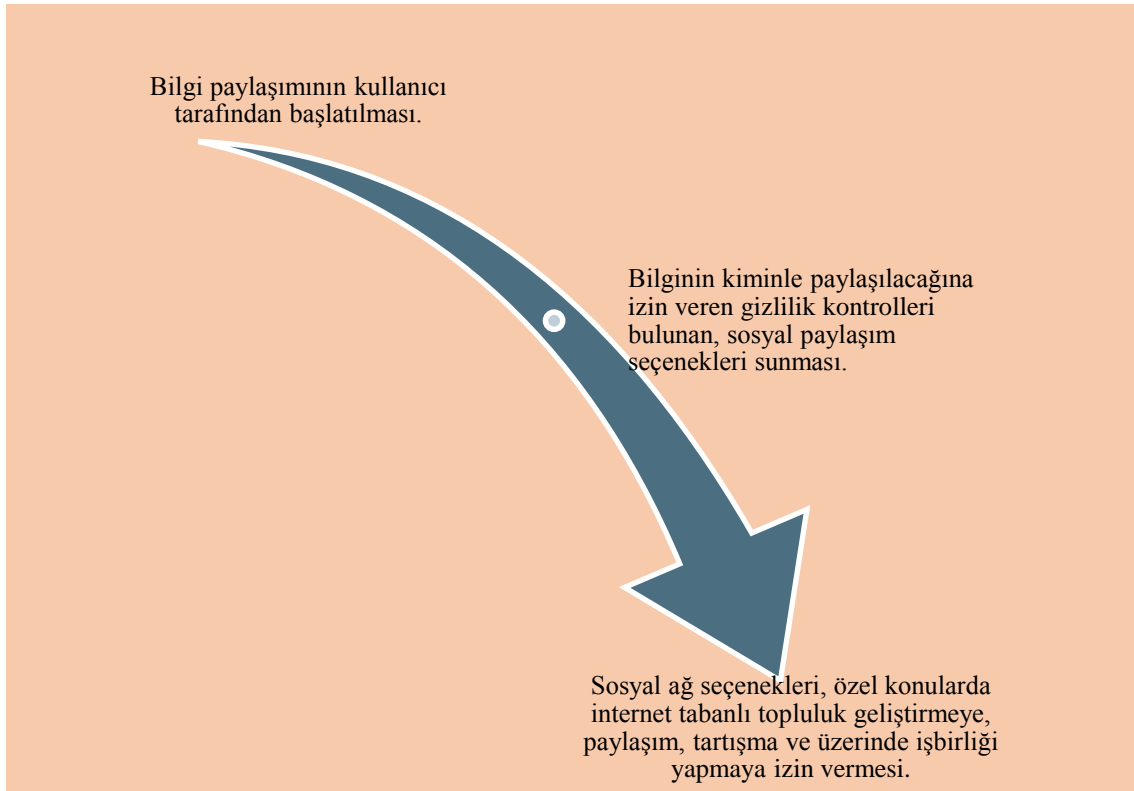 Bilgi paylaşımının kullanıcı
tarafından başlatılması.
Bilginin kiminle paylaşılacağına
izin veren gizlilik kontrolleri
bulunan, sosyal paylaşım
seçenekleri sunması.
Sosyal ağ seçenekleri, özel konularda
internet tabanlı topluluk geliştirmeye,
paylaşım, tartışma ve üzerinde işbirliği
yapmaya izin vermesi.